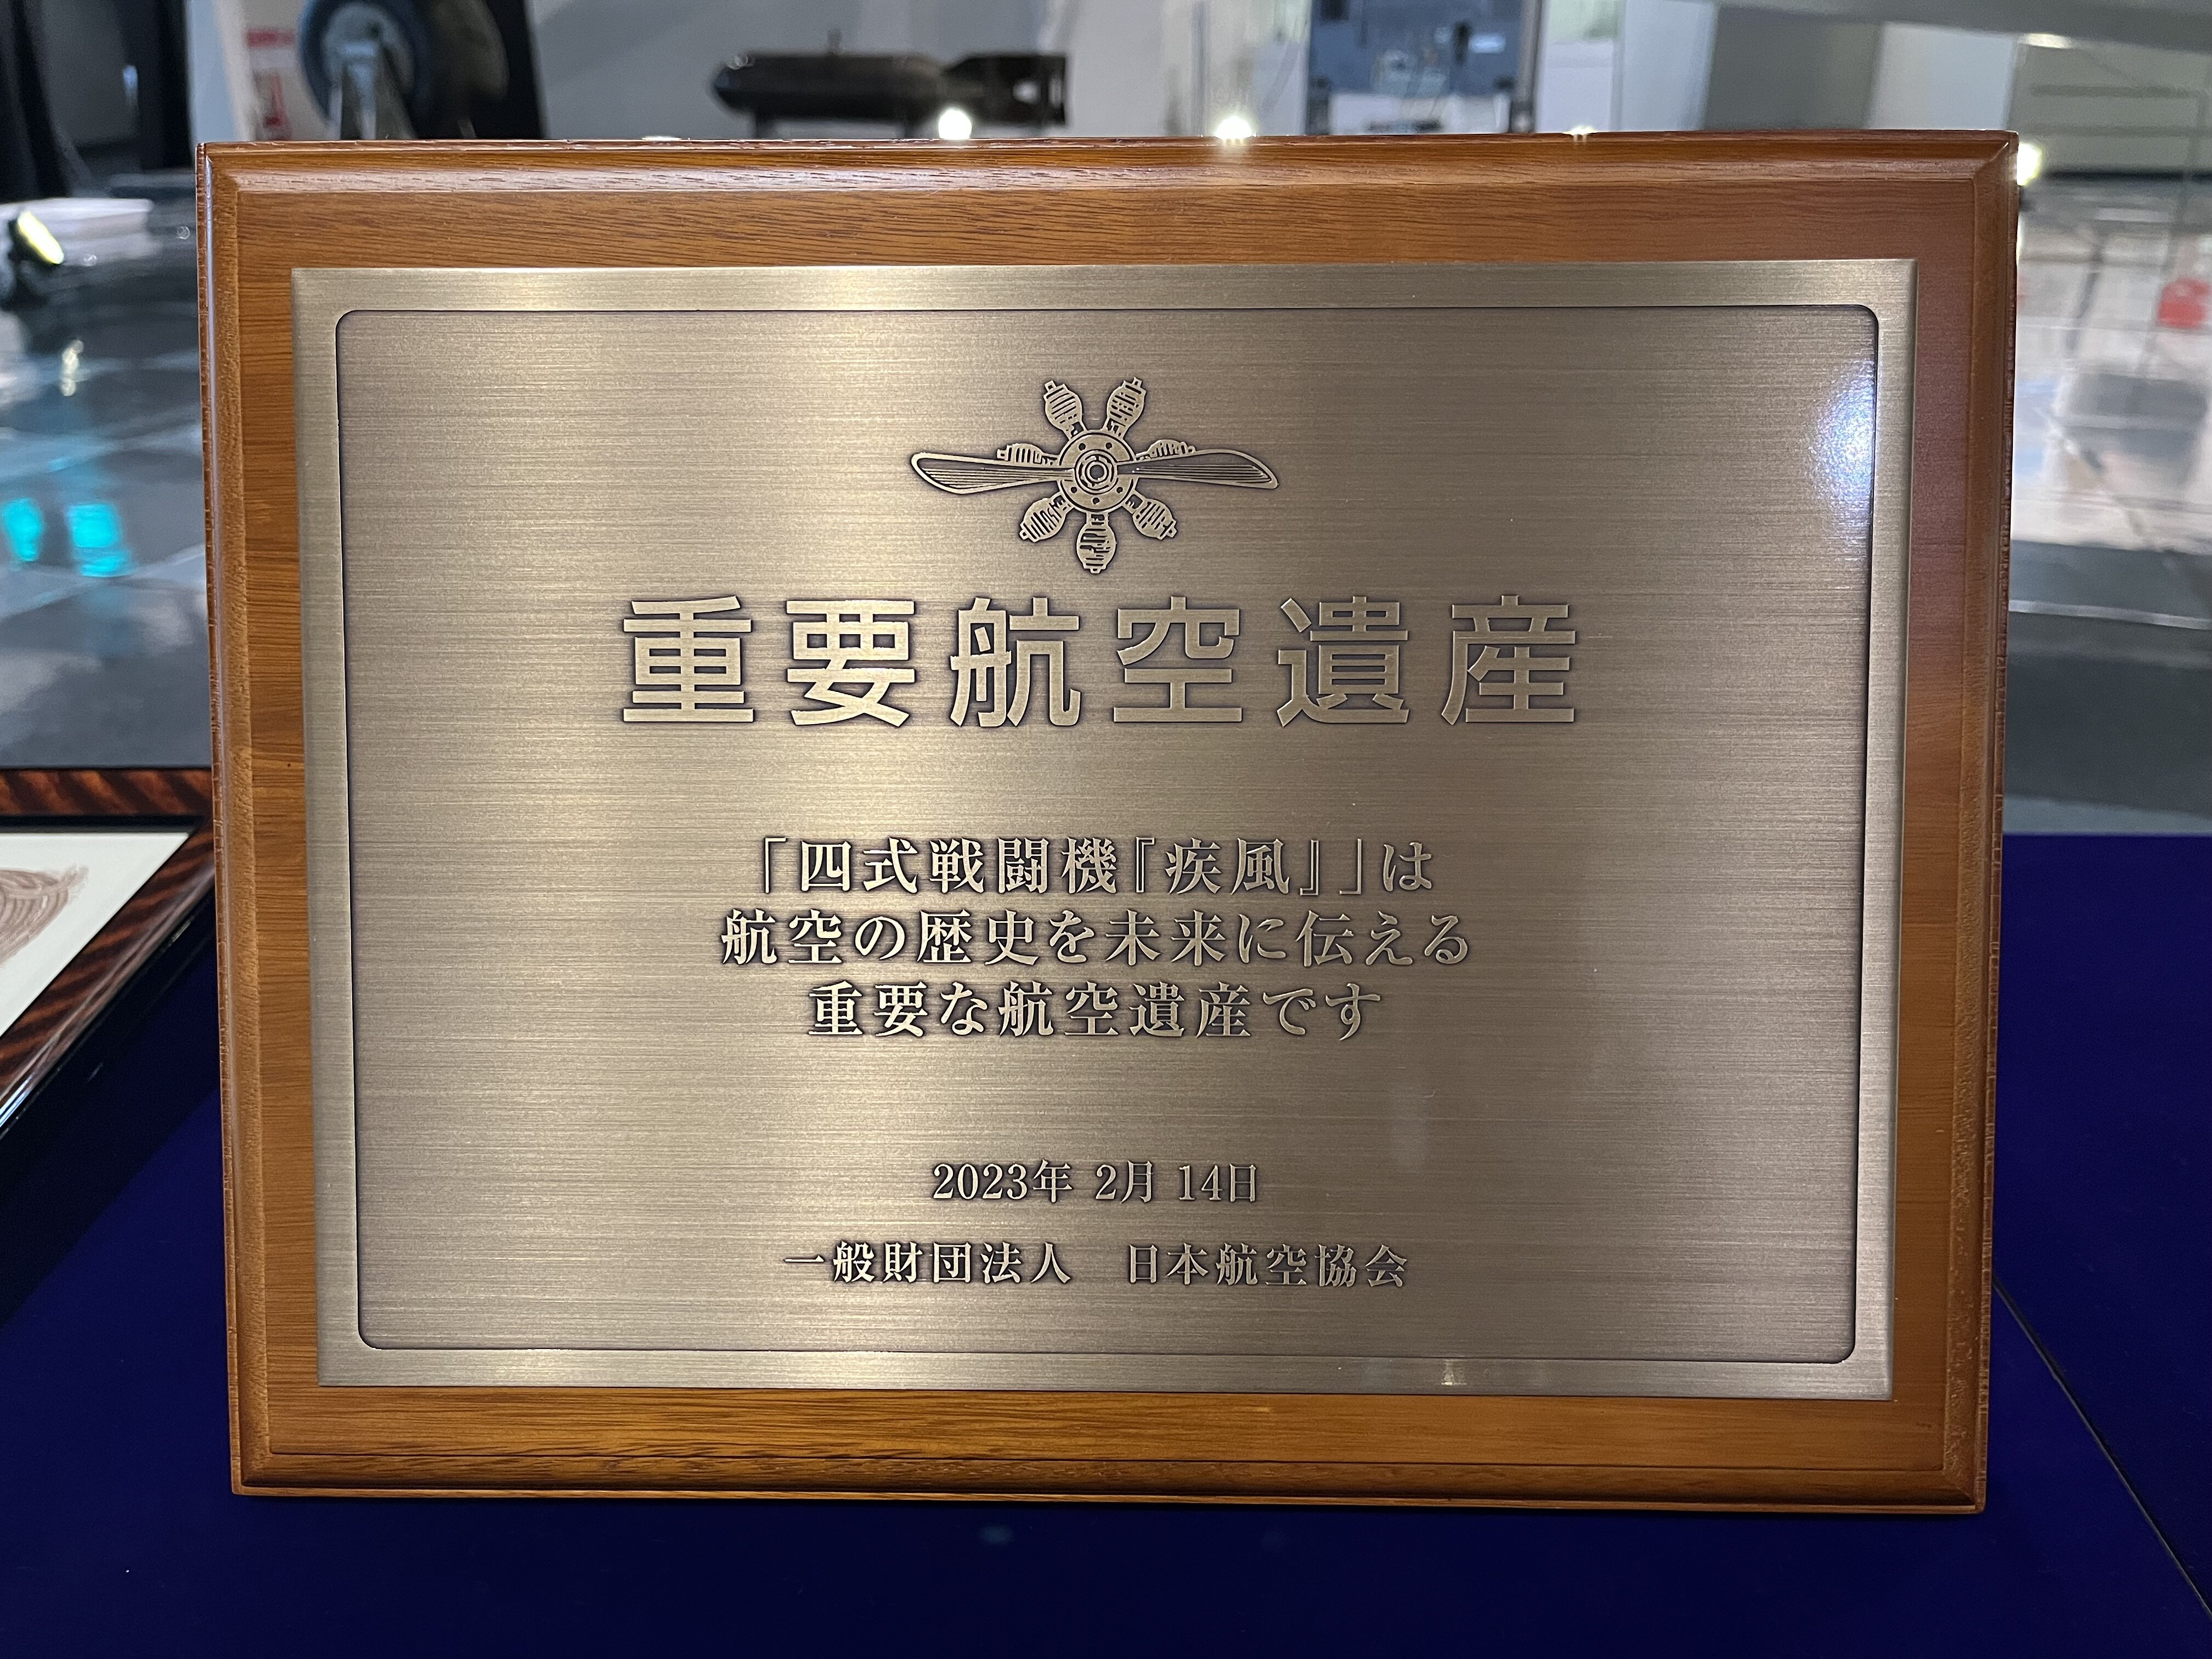 重要航空遺産
「四式戦闘機『疾風』」は
航空の歴史を未来に伝える
重要な航空遺産です
2023年 2月 14日
一般財団法人　日本航空協会